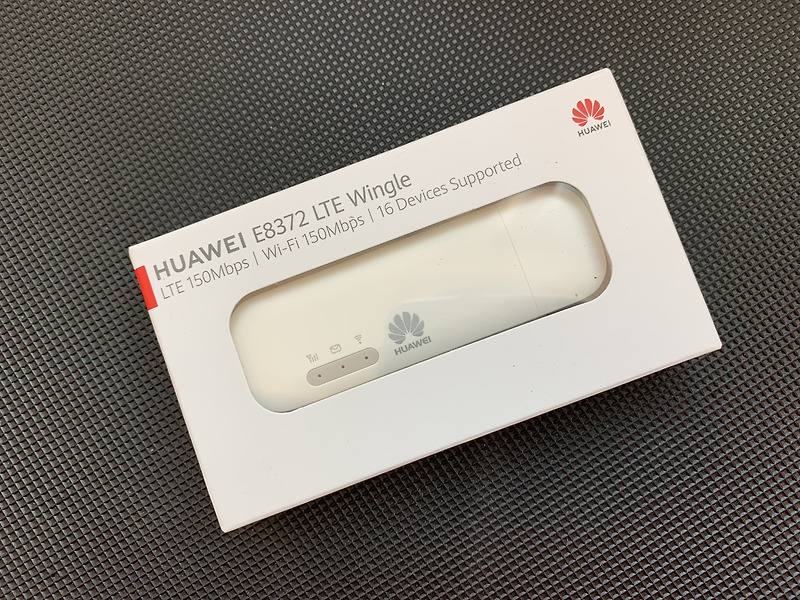 HUAWEI
HUAWEI E8372 LTE Wingle
LTE 150Mbps | Wi-Fi 150Mbps | 16 Devices Supported
HUAWEI